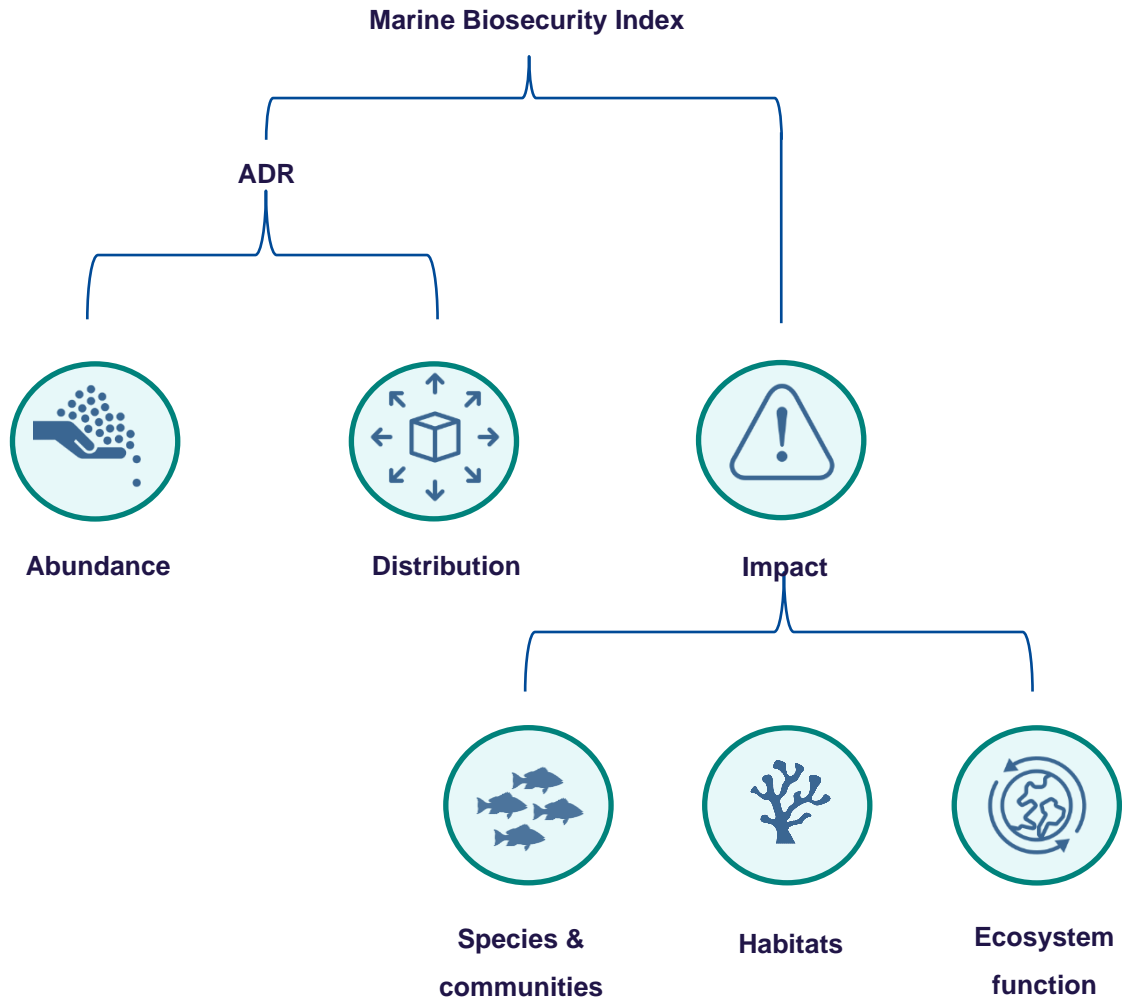 Marine Biosecurity Index
ADR
Abundance
Distribution
Impact
Species &
communities
Habitats
Ecosystem
function